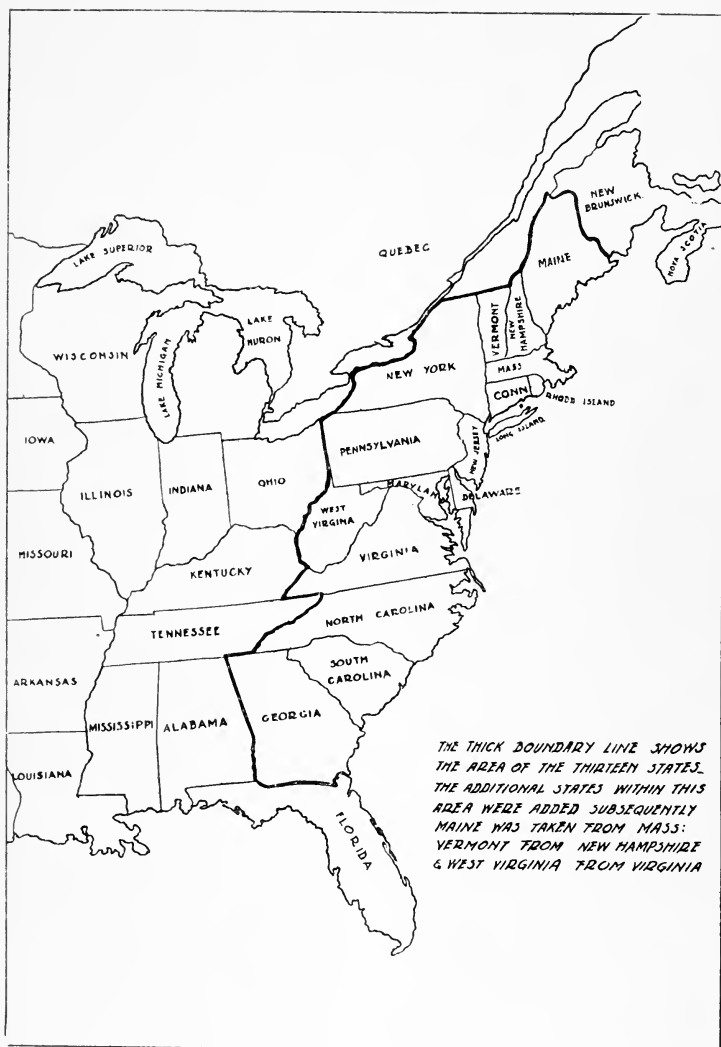 NEW
BRUNSWICK
NOVA SCOTIA
QUEBEC
MAINE
LAKE SUPERIOR
LAKE
HURON
VERMONT
NEW
HAMPSHIRE
WISCONSIN
LAKE MICHIGAN
NEW YORK
MASS
CONN
RHODE ISLAND
LONG ISLAND
IOWA
PENNSYLVANIA
NEW JERSEY
ILLINOIS
INDIANA
OHIO
MARYLAN
DELAWARE
WEST
VIRGINA
MISSOURI
VIRGINIA
KENTUCKY
NORTH CAROLINA
TENNESSEE
SOUTH
CAROLINA
ARKANSAS
MISSISSIPPI
ALABAMA
GEORGIA
LOUISIANA
FLORIDA
THE THICK BOUNDARY LINE SHOWS
THE AREA OF THE THIRTEEN STATES_
THE ADDITIONAL STATES WITHIN THIS
AREA WERE ADDED SUBSEQUENTLY
MAINE WAS TAKEN FROM MASS:
VERMONT FROM NEW HAMPSHIRE
& WEST VIRGINIA FROM VIRGINIA